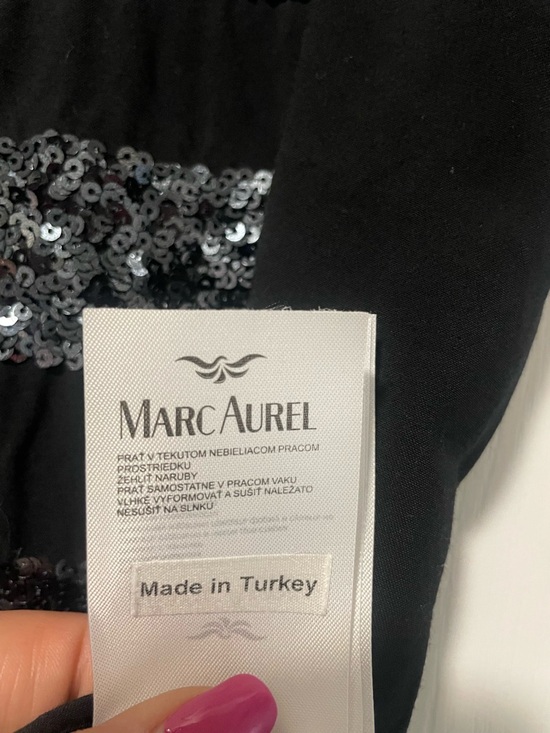 MARC AUREL
PRAŤ V TEKUTOM NEBIELIACOM PRACOM
PROSTRIEDKU
ŽEHLIŤ NARUBY
PRAŤ SAMOSTATNE V PRACOM VAKU
VLHKÉ VYFORMOVAŤ A SUŠIŤ NALEŽATO
NESUŠIŤ NA SLNKU
Made in Turkey